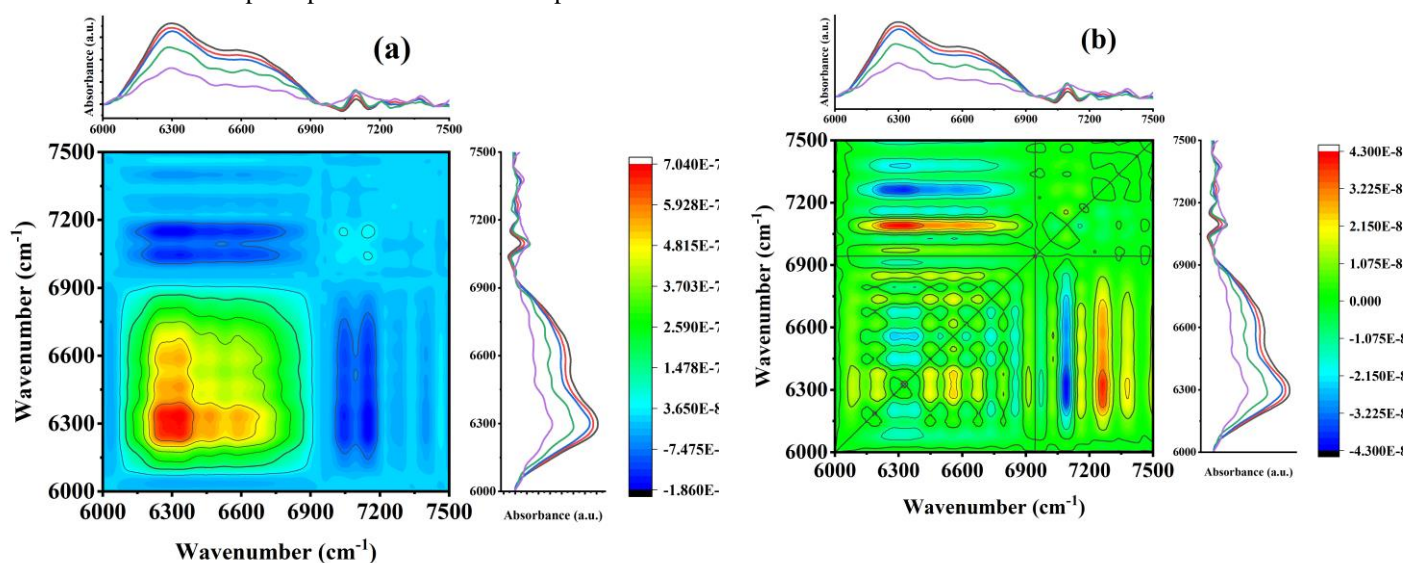 (a)
Absorbance (a.u.)
6000 6300 6600 6900 7200 7500
7500
7200
6900
6600
6300
6000
Wavenumber (cm-1)
6000 6300 6600 6900 7200 7500
Wavenumber (cm-1)
7500
7200
6900
6600
6300
6000
Absorbance (a.u.)
7.040E-7
5.928E-7
4.815E-7
3.703E-7
2.590E-7
1.478E-7
3.650E-8
-7.475E-
-1.860E-
(b)
Absorbance (a.u.)
6000 6300 6600 6900 7200 7500
7500
7200
6900
6600
6300
6000
Wavenumber (cm-1)
6000 6300 6600 6900 7200 7500
Wavenumber (cm-1)
7500
7200
6900
6600
6300
6000
Absorbance (a.u.)
4.300E-8
3.225E-8
2.150E-8
1.075E-8
0.000
-1.075E-8
-2.150E-8
-3.225E-8
-4.300E-8